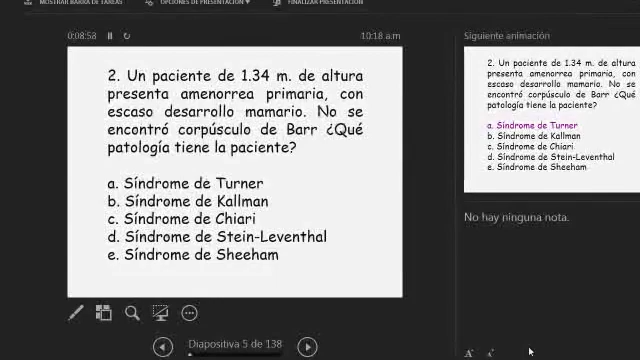 MOSTRAR BARRA DE TAREAS
OPCIONES DE PRESENTACIÓN
FINALIZAR PRESENTACIÓN
0:08:58
10:18 a.m
2. Un paciente de 1.34 m. de altura
presenta amenorrea primaria, con
escaso desarrollo mamario. No se
encontró corpúsculo de Barr ¿Qué
patología tiene la paciente?
a. Síndrome de Turner
b. Síndrome de Kallman
c. Síndrome de Chiari
d. Síndrome de Stein-Leventhal
e. Síndrome de Sheeham
Diapositiva 5 de 138
Siguiente animación
2. Un paciente de 1.34 m. de altura
presenta amenorrea primaria, con
escaso desarrollo mamario. No se
encontró corpúsculo de Barr ¿Qué
patología tiene la paciente?
a. Síndrome de Turner
b. Síndrome de Kallman
c. Síndrome de Chiari
d. Síndrome de Stein-Leventhal
e. Síndrome de Sheeham
No hay ninguna nota.
A A